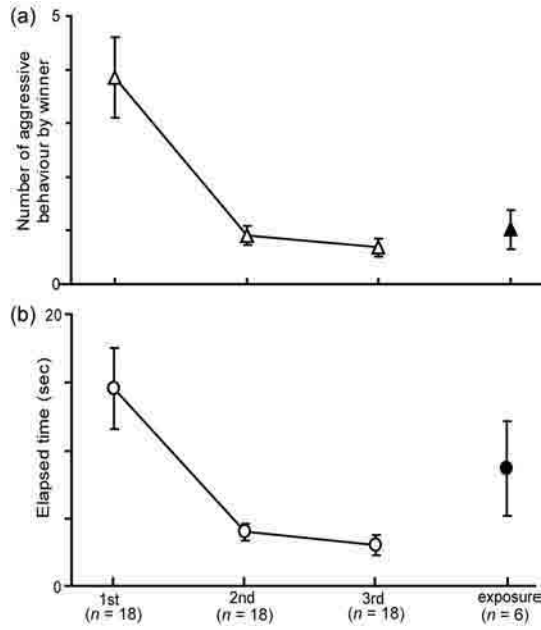 (a)
5
Number of aggressive
behaviour by winner
0
(b)
20
Elapsed time (sec)
0
1st 2nd 3rd exposure
(n = 18) (n = 18) (n = 18) (n = 6)